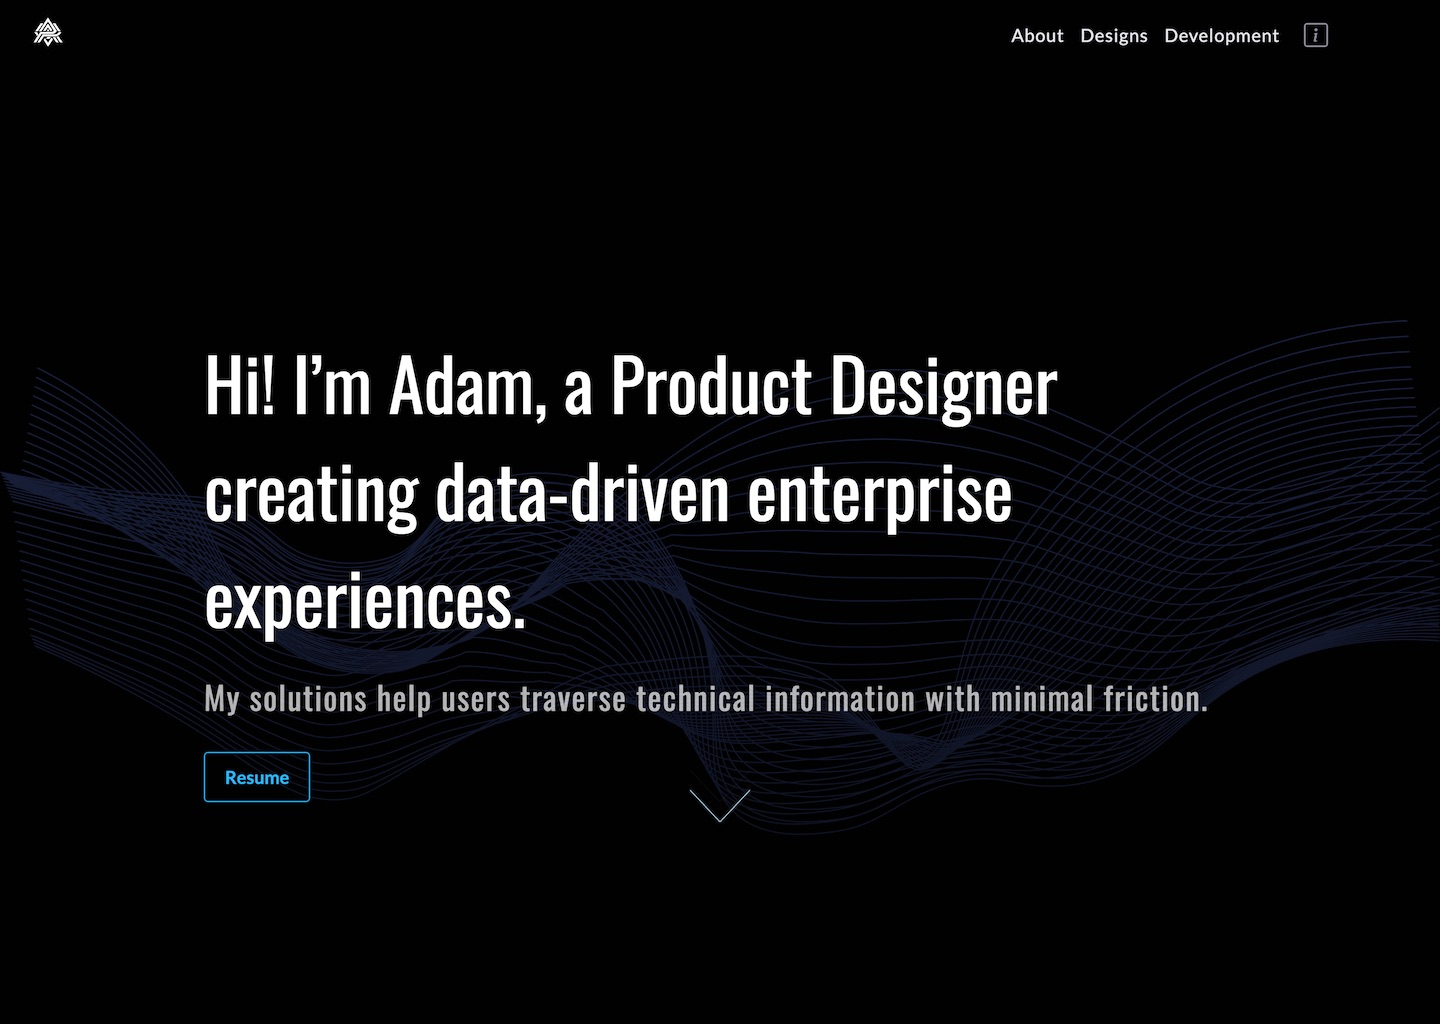 About Designs Development i
Hi! I’m Adam, a Product Designer
creating data-driven enterprise
experiences.
My solutions help users traverse technical information with minimal friction.
Resume